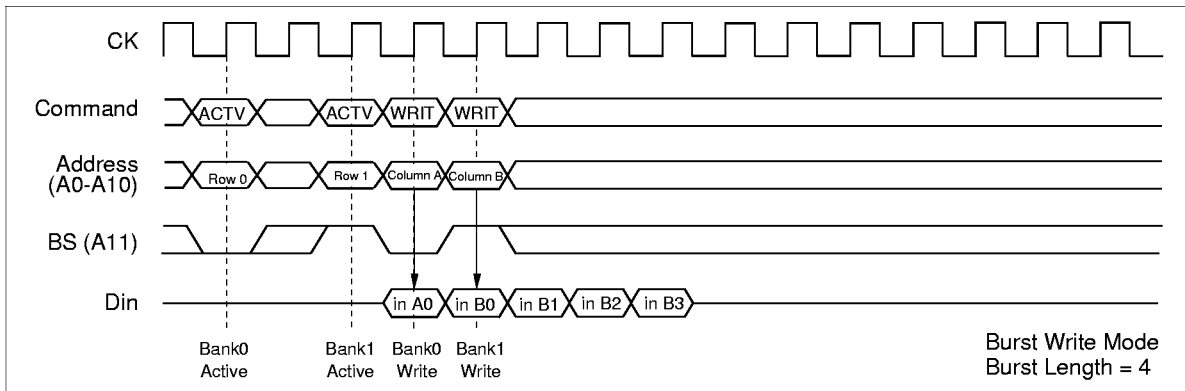 CK
Command ACTV ACTV WRIT WRIT
Address
(A0-A10) Row 0 Row 1 Column A Column B
BS (A11)
Din in A0 in B0 in B1 in B2 in B3
Bank0 Bank1 Bank0 Bank1
Active Active Write Write
Burst Write Mode
Burst Length = 4